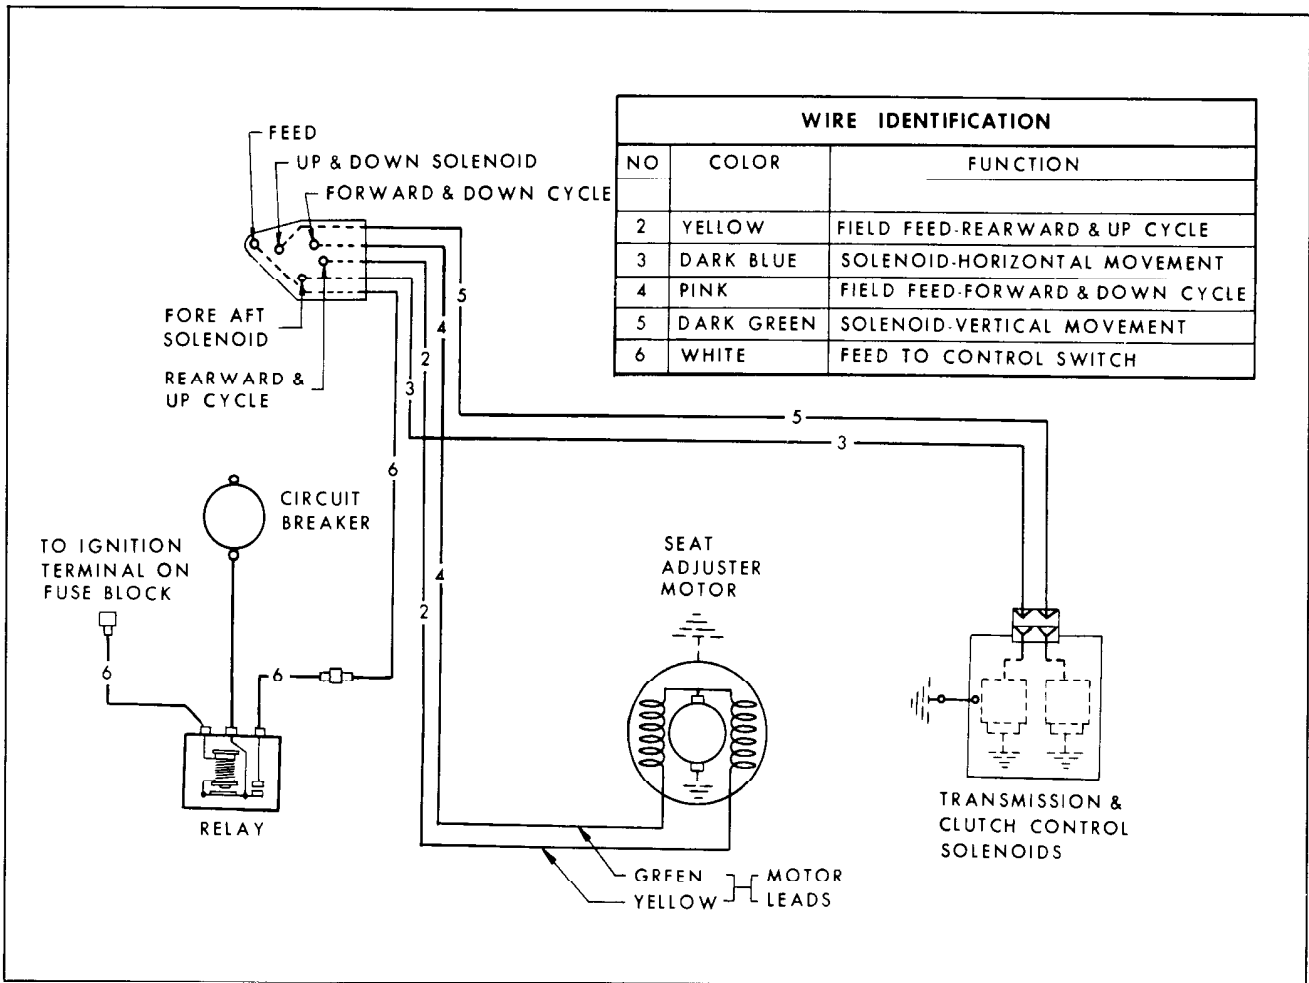 FEED
UP & DOWN SOLENOID
FORWARD & DOWN CYCLE
FORE AFT
SOLENOID
REARWARD &
UP CYCLE
WIRE IDENTIFICATION
NO COLOR FUNCTION
2 YELLOW FIELD FEED-REARWARD & UP CYCLE
3 DARK BLUE SOLENOID-HORIZONTAL MOVEMENT
4 PINK FIELD FEED-FORWARD & DOWN CYCLE
5 DARK GREEN SOLENOID-VERTICAL MOVEMENT
6 WHITE FEED TO CONTROL SWITCH
5
4
2
3
5
3
6
CIRCUIT
BREAKER
TO IGNITION
TERMINAL ON
FUSE BLOCK
SEAT
ADJUSTER
MOTOR
4
2
6
6
RELAY
TRANSMISSION &
CLUTCH CONTROL
SOLENOIDS
GREEN
YELLOW
MOTOR
LEADS